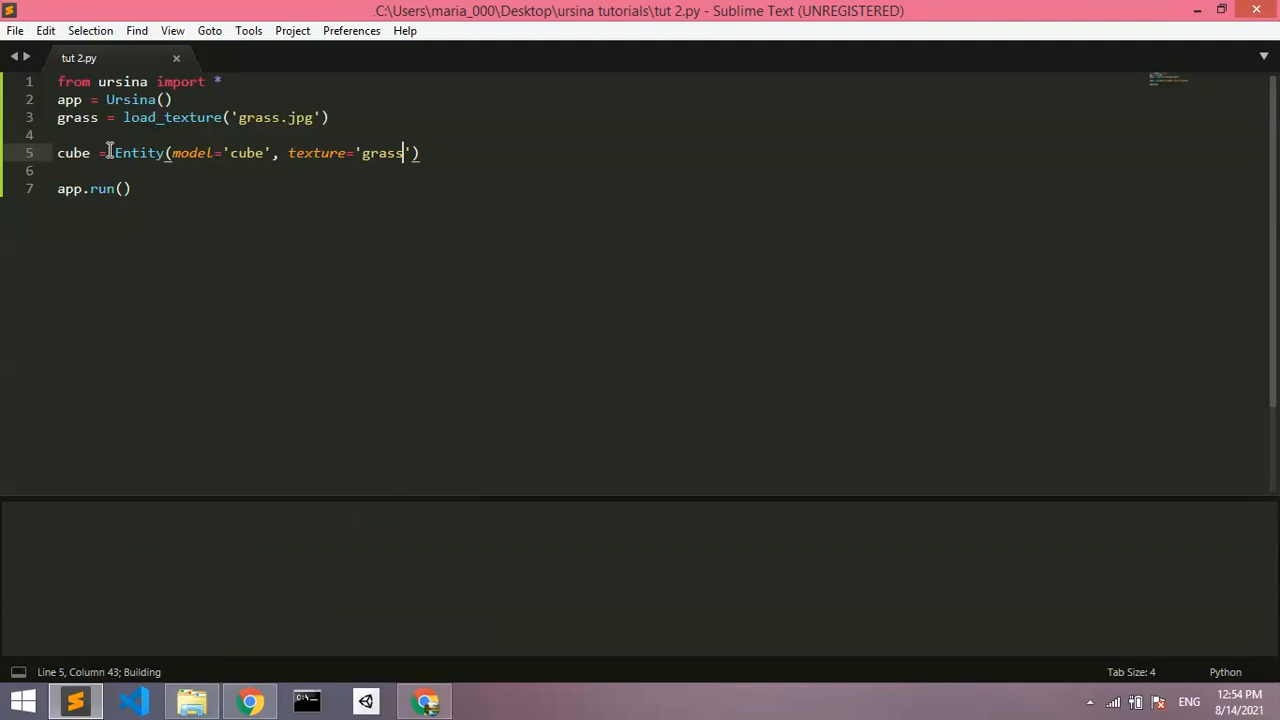 C:\Users\maria_000\Desktop\ursina tutorials\tut 2.py - Sublime Text (UNREGISTERED)
File Edit Selection Find View Goto Tools Project Preferences Help
tut 2.py
1 from ursina import *
2 app = Ursina()
3 grass = load_texture('grass.jpg')
4
5 cube = Entity(model='cube', texture='grass')
6
7 app.run()
Line 5, Column 43; Building
Tab Size: 4
Python
ENG
12:54 PM
8/14/2021